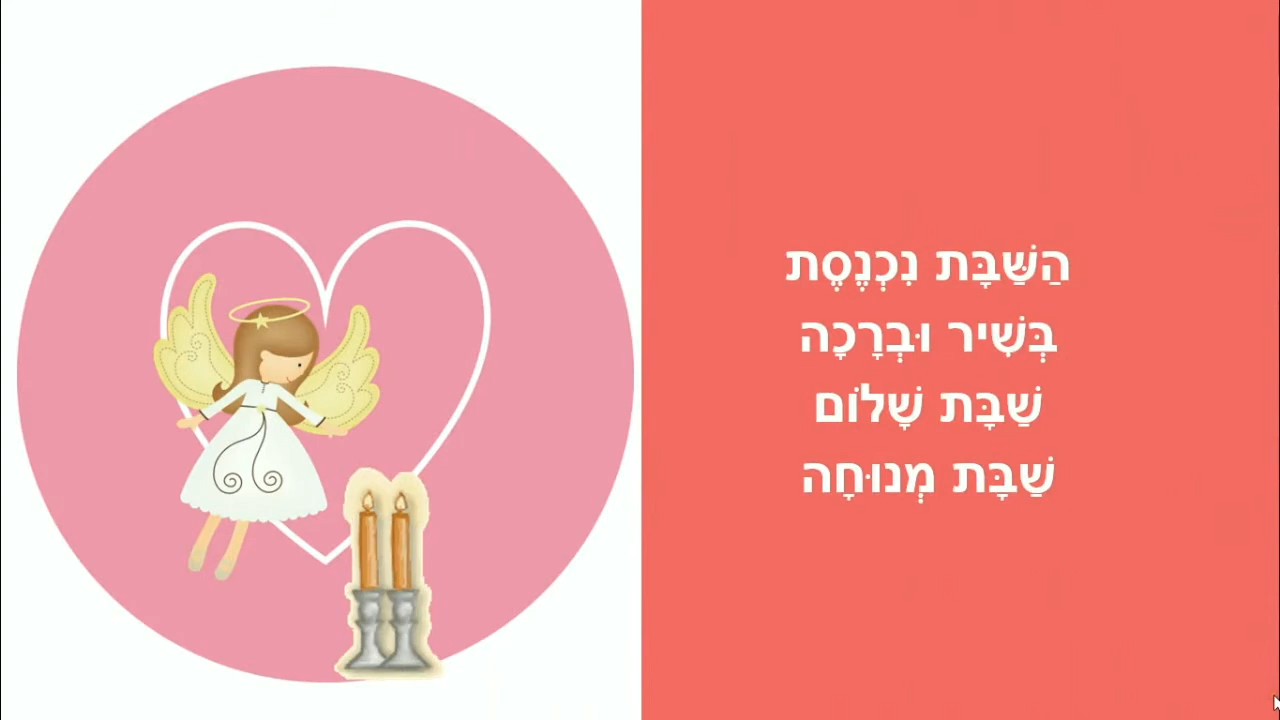 הַשַּׁבָּת נִכְנֶסֶת
בְּשִׁיר וּבְרָכָה
שַׁבָּת שָׁלוֹם
שַׁבָּת מְנוּחָה